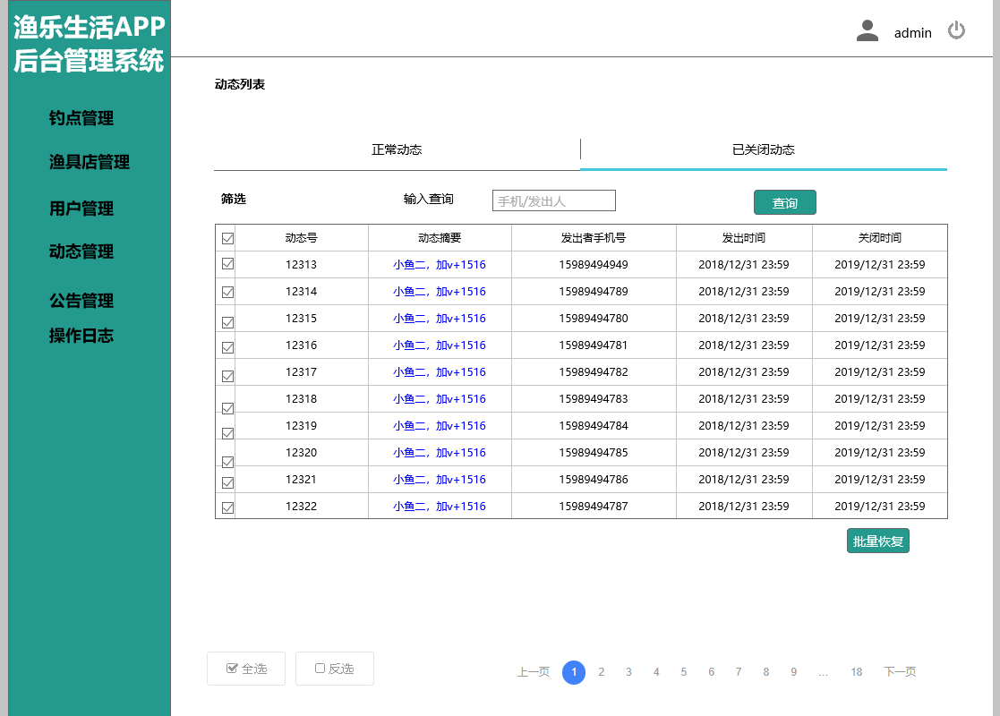 渔乐生活APP
后台管理系统
admin
钓点管理
渔具店管理
用户管理
动态管理
公告管理
操作日志
动态列表
正常动态 已关闭动态
筛选 输入查询 手机/发出人 查询
动态号 动态摘要 发出者手机号 发出时间 关闭时间
12313 小鱼二，加v+1516 15989494949 2018/12/31 23:59 2019/12/31 23:59
12314 小鱼二，加v+1516 15989494789 2018/12/31 23:59 2019/12/31 23:59
12315 小鱼二，加v+1516 15989494780 2018/12/31 23:59 2019/12/31 23:59
12316 小鱼二，加v+1516 15989494781 2018/12/31 23:59 2019/12/31 23:59
12317 小鱼二，加v+1516 15989494782 2018/12/31 23:59 2019/12/31 23:59
12318 小鱼二，加v+1516 15989494783 2018/12/31 23:59 2019/12/31 23:59
12319 小鱼二，加v+1516 15989494784 2018/12/31 23:59 2019/12/31 23:59
12320 小鱼二，加v+1516 15989494785 2018/12/31 23:59 2019/12/31 23:59
12321 小鱼二，加v+1516 15989494786 2018/12/31 23:59 2019/12/31 23:59
12322 小鱼二，加v+1516 15989494787 2018/12/31 23:59 2019/12/31 23:59
批量恢复
全选 反选 上一页 1 2 3 4 5 6 7 8 9 ... 18 下一页